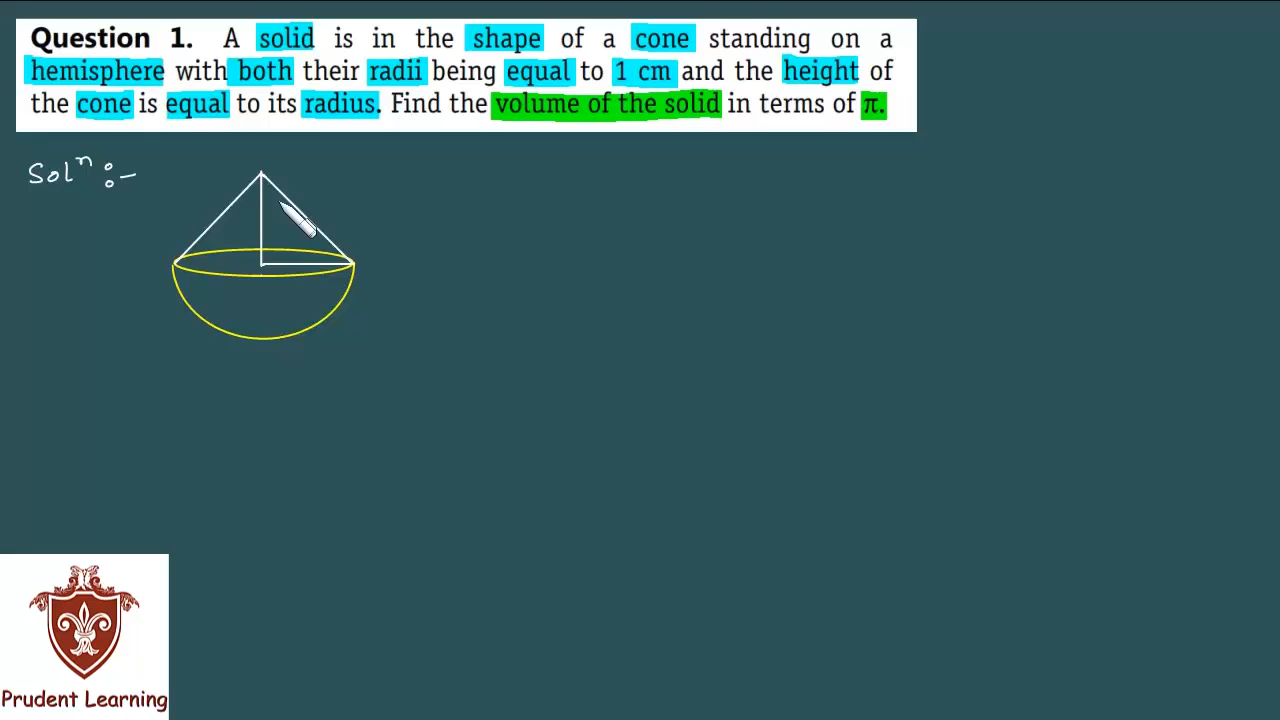 Question 1. A solid is in the shape of a cone standing on a
hemisphere with both their radii being equal to 1 cm and the height of
the cone is equal to its radius. Find the volume of the solid in terms of π.
Solⁿ :-
Prudent Learning